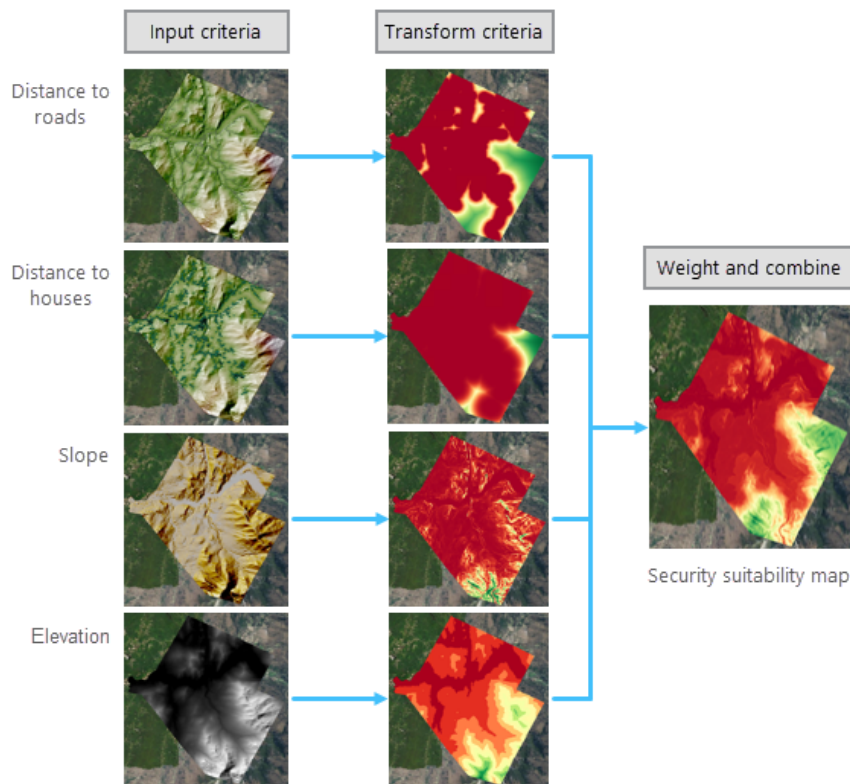 Input criteria
Transform criteria
Distance to
roads
Distance to
houses
Weight and combine
Slope
Security suitability map
Elevation